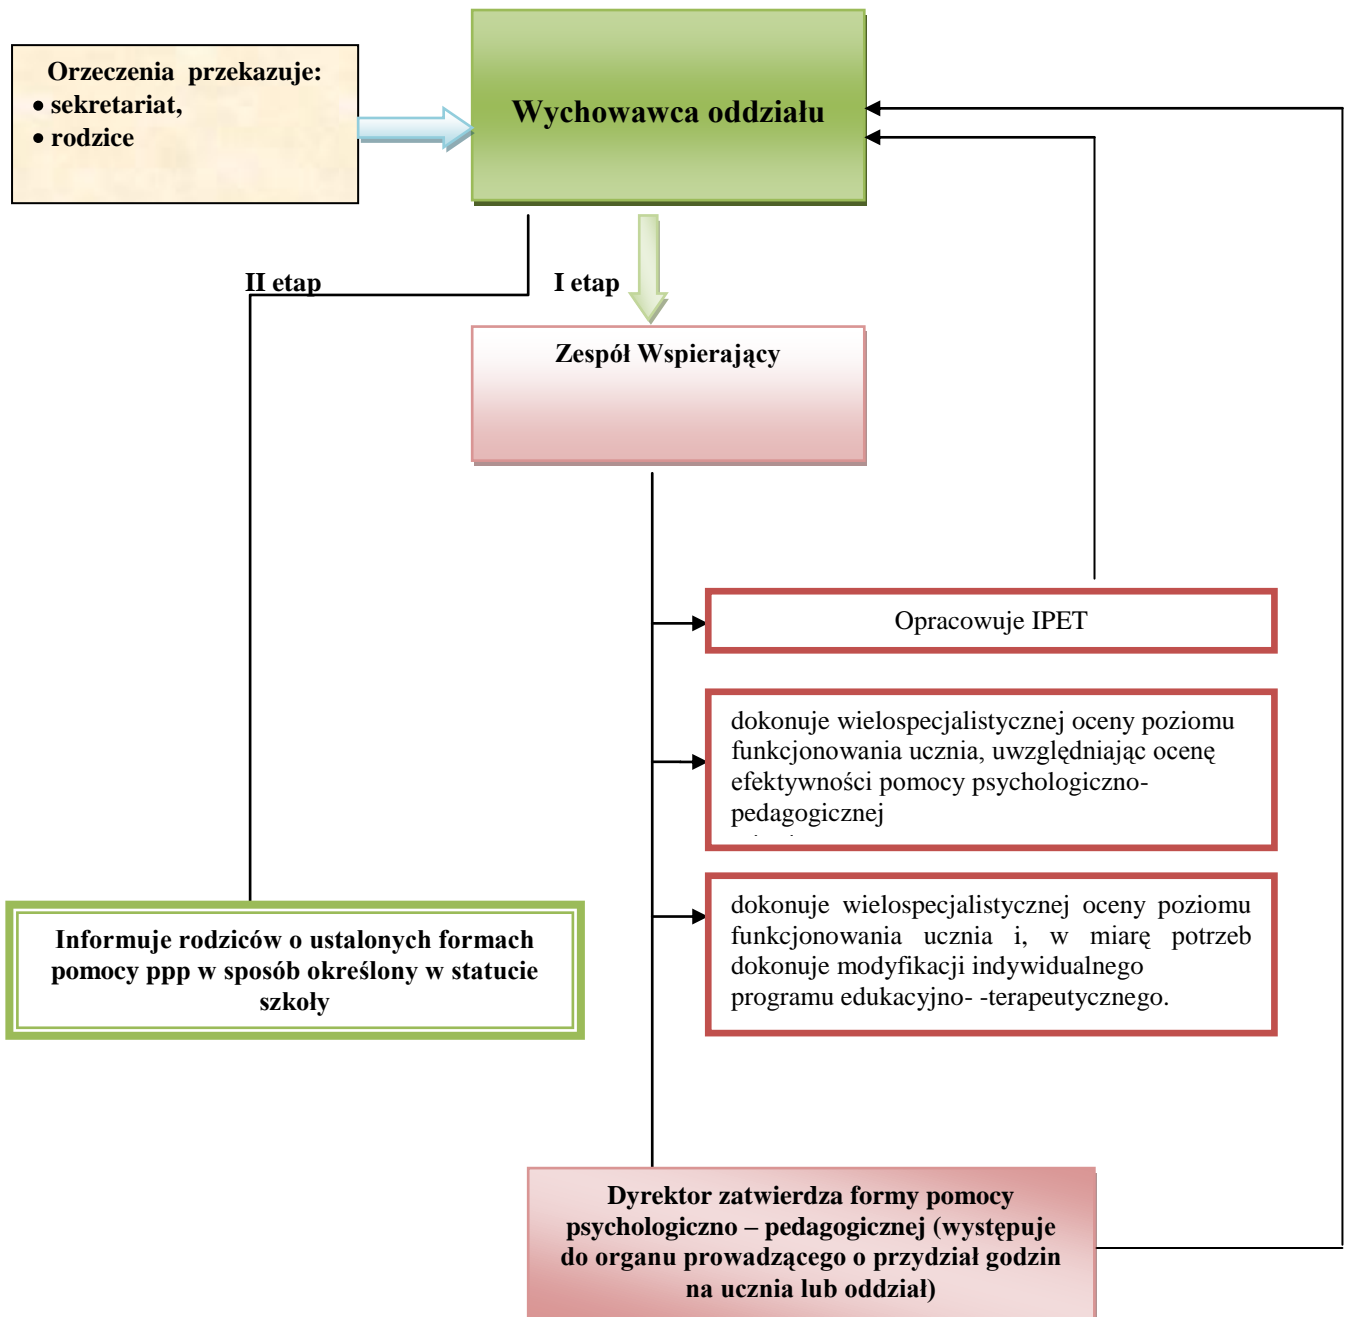 Orzeczenia przekazuje:
• sekretariat,
• rodzice
Wychowawca oddziału
II etap
I etap
Zespół Wspierający
Opracowuje IPET
dokonuje wielospecjalistycznej oceny poziomu
funkcjonowania ucznia, uwzględniając ocenę
efektywności pomocy psychologiczno-
pedagogicznej
dokonuje wielospecjalistycznej oceny poziomu
funkcjonowania ucznia i, w miarę potrzeb
dokonuje modyfikacji indywidualnego
programu edukacyjno- -terapeutycznego.
Informuje rodziców o ustalonych formach
pomocy ppp w sposób określony w statucie
szkoły
Dyrektor zatwierdza formy pomocy
psychologiczno – pedagogicznej (występuje
do organu prowadzącego o przydział godzin
na ucznia lub oddział)